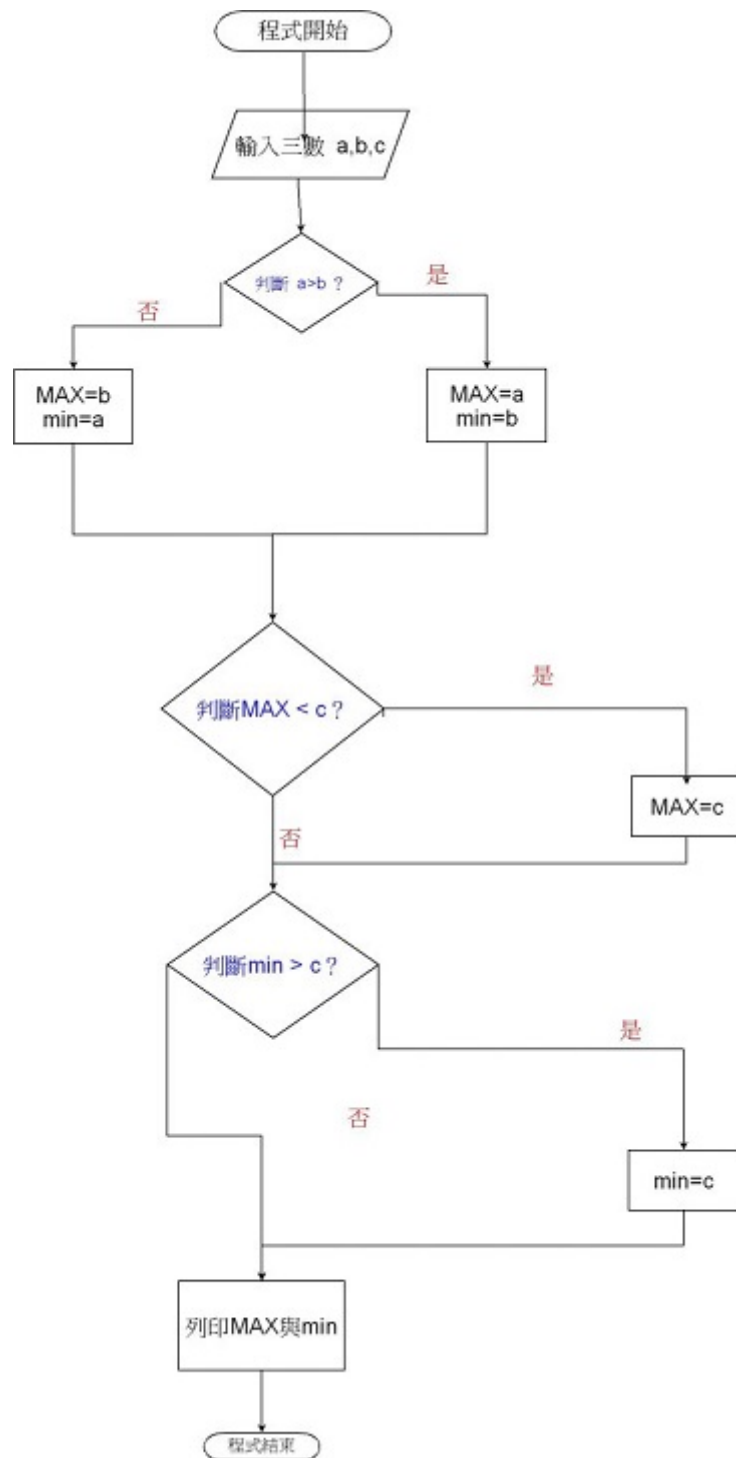 程式開始
輸入三數 a,b,c
判斷 a>b ?
否
是
MAX=b
min=a
MAX=a
min=b
判斷MAX < c ?
是
MAX=c
否
判斷min > c ?
是
否
min=c
列印MAX與min
程式結束